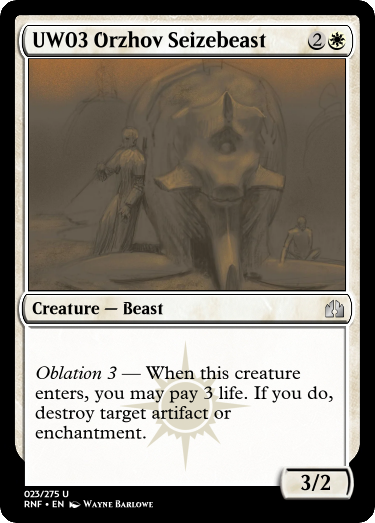 UW03 Orzhov Seizebeast 2
Creature — Beast
Oblation 3 — When this creature
enters, you may pay 3 life. If you do,
destroy target artifact or
enchantment.
3/2
023/275 U
RNF • EN Wayne Barlowe